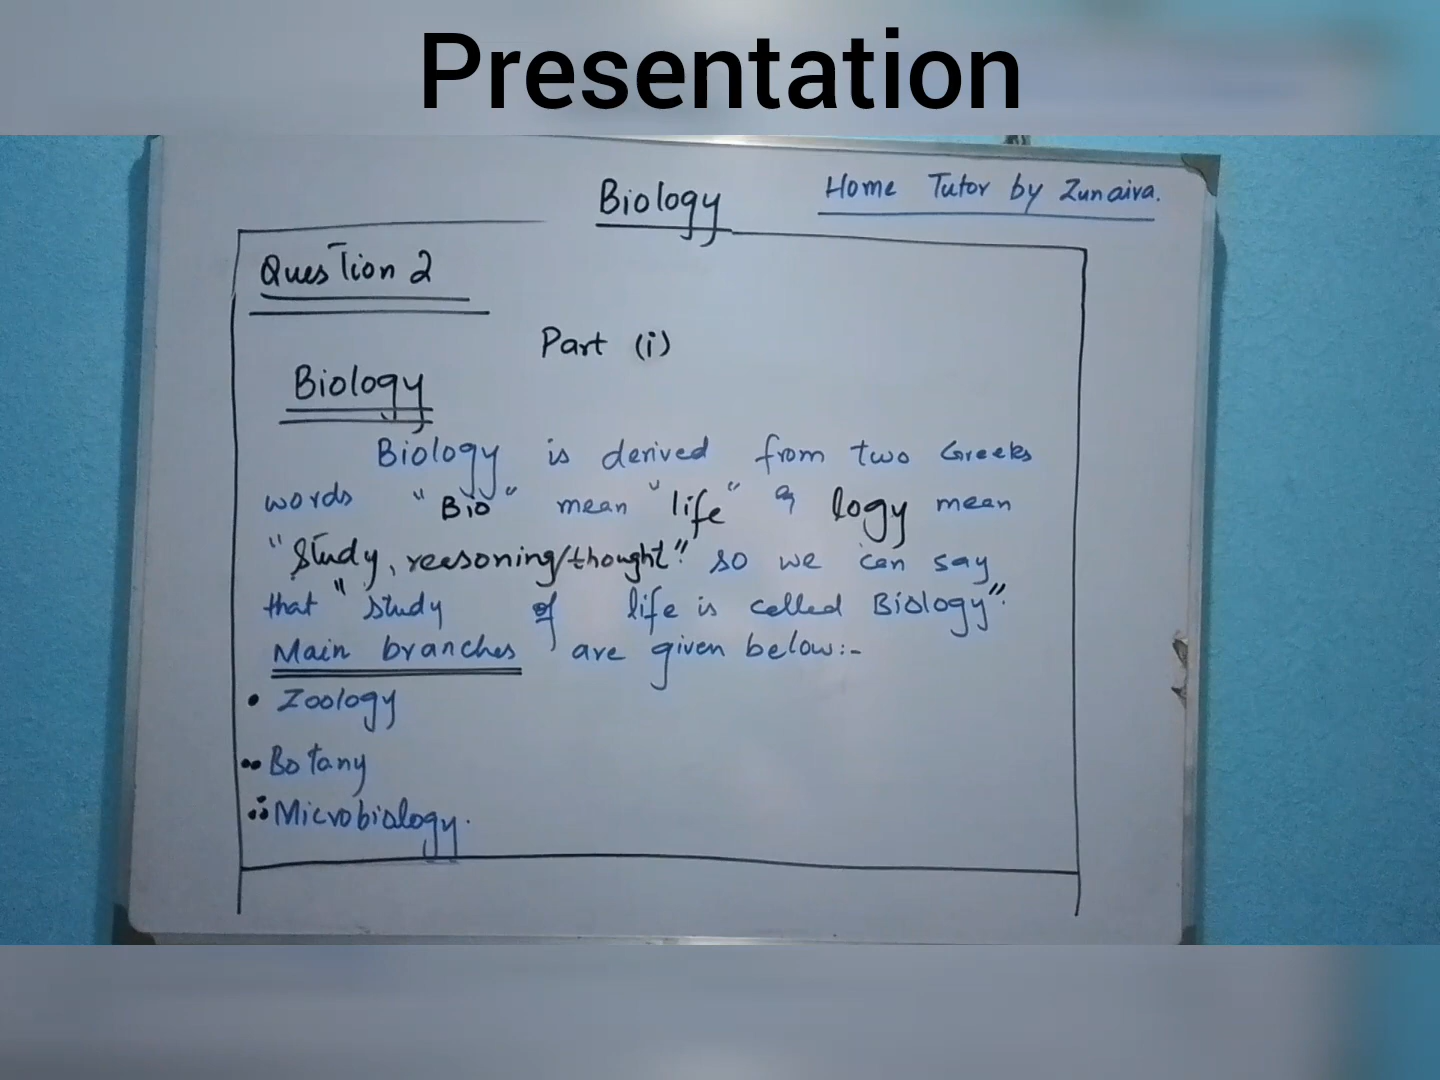 Presentation
Biology
Home Tutor by Zunaiva.
Question 2
Part (i)
Biology
Biology is derived from two Greeks
words "Bio" mean "life" & logy mean
"Study, reasoning/thought" so we can say
that "study of life is called Biology".
Main branches are given below:-
• Zoology
•• Botany
••• Microbiology.